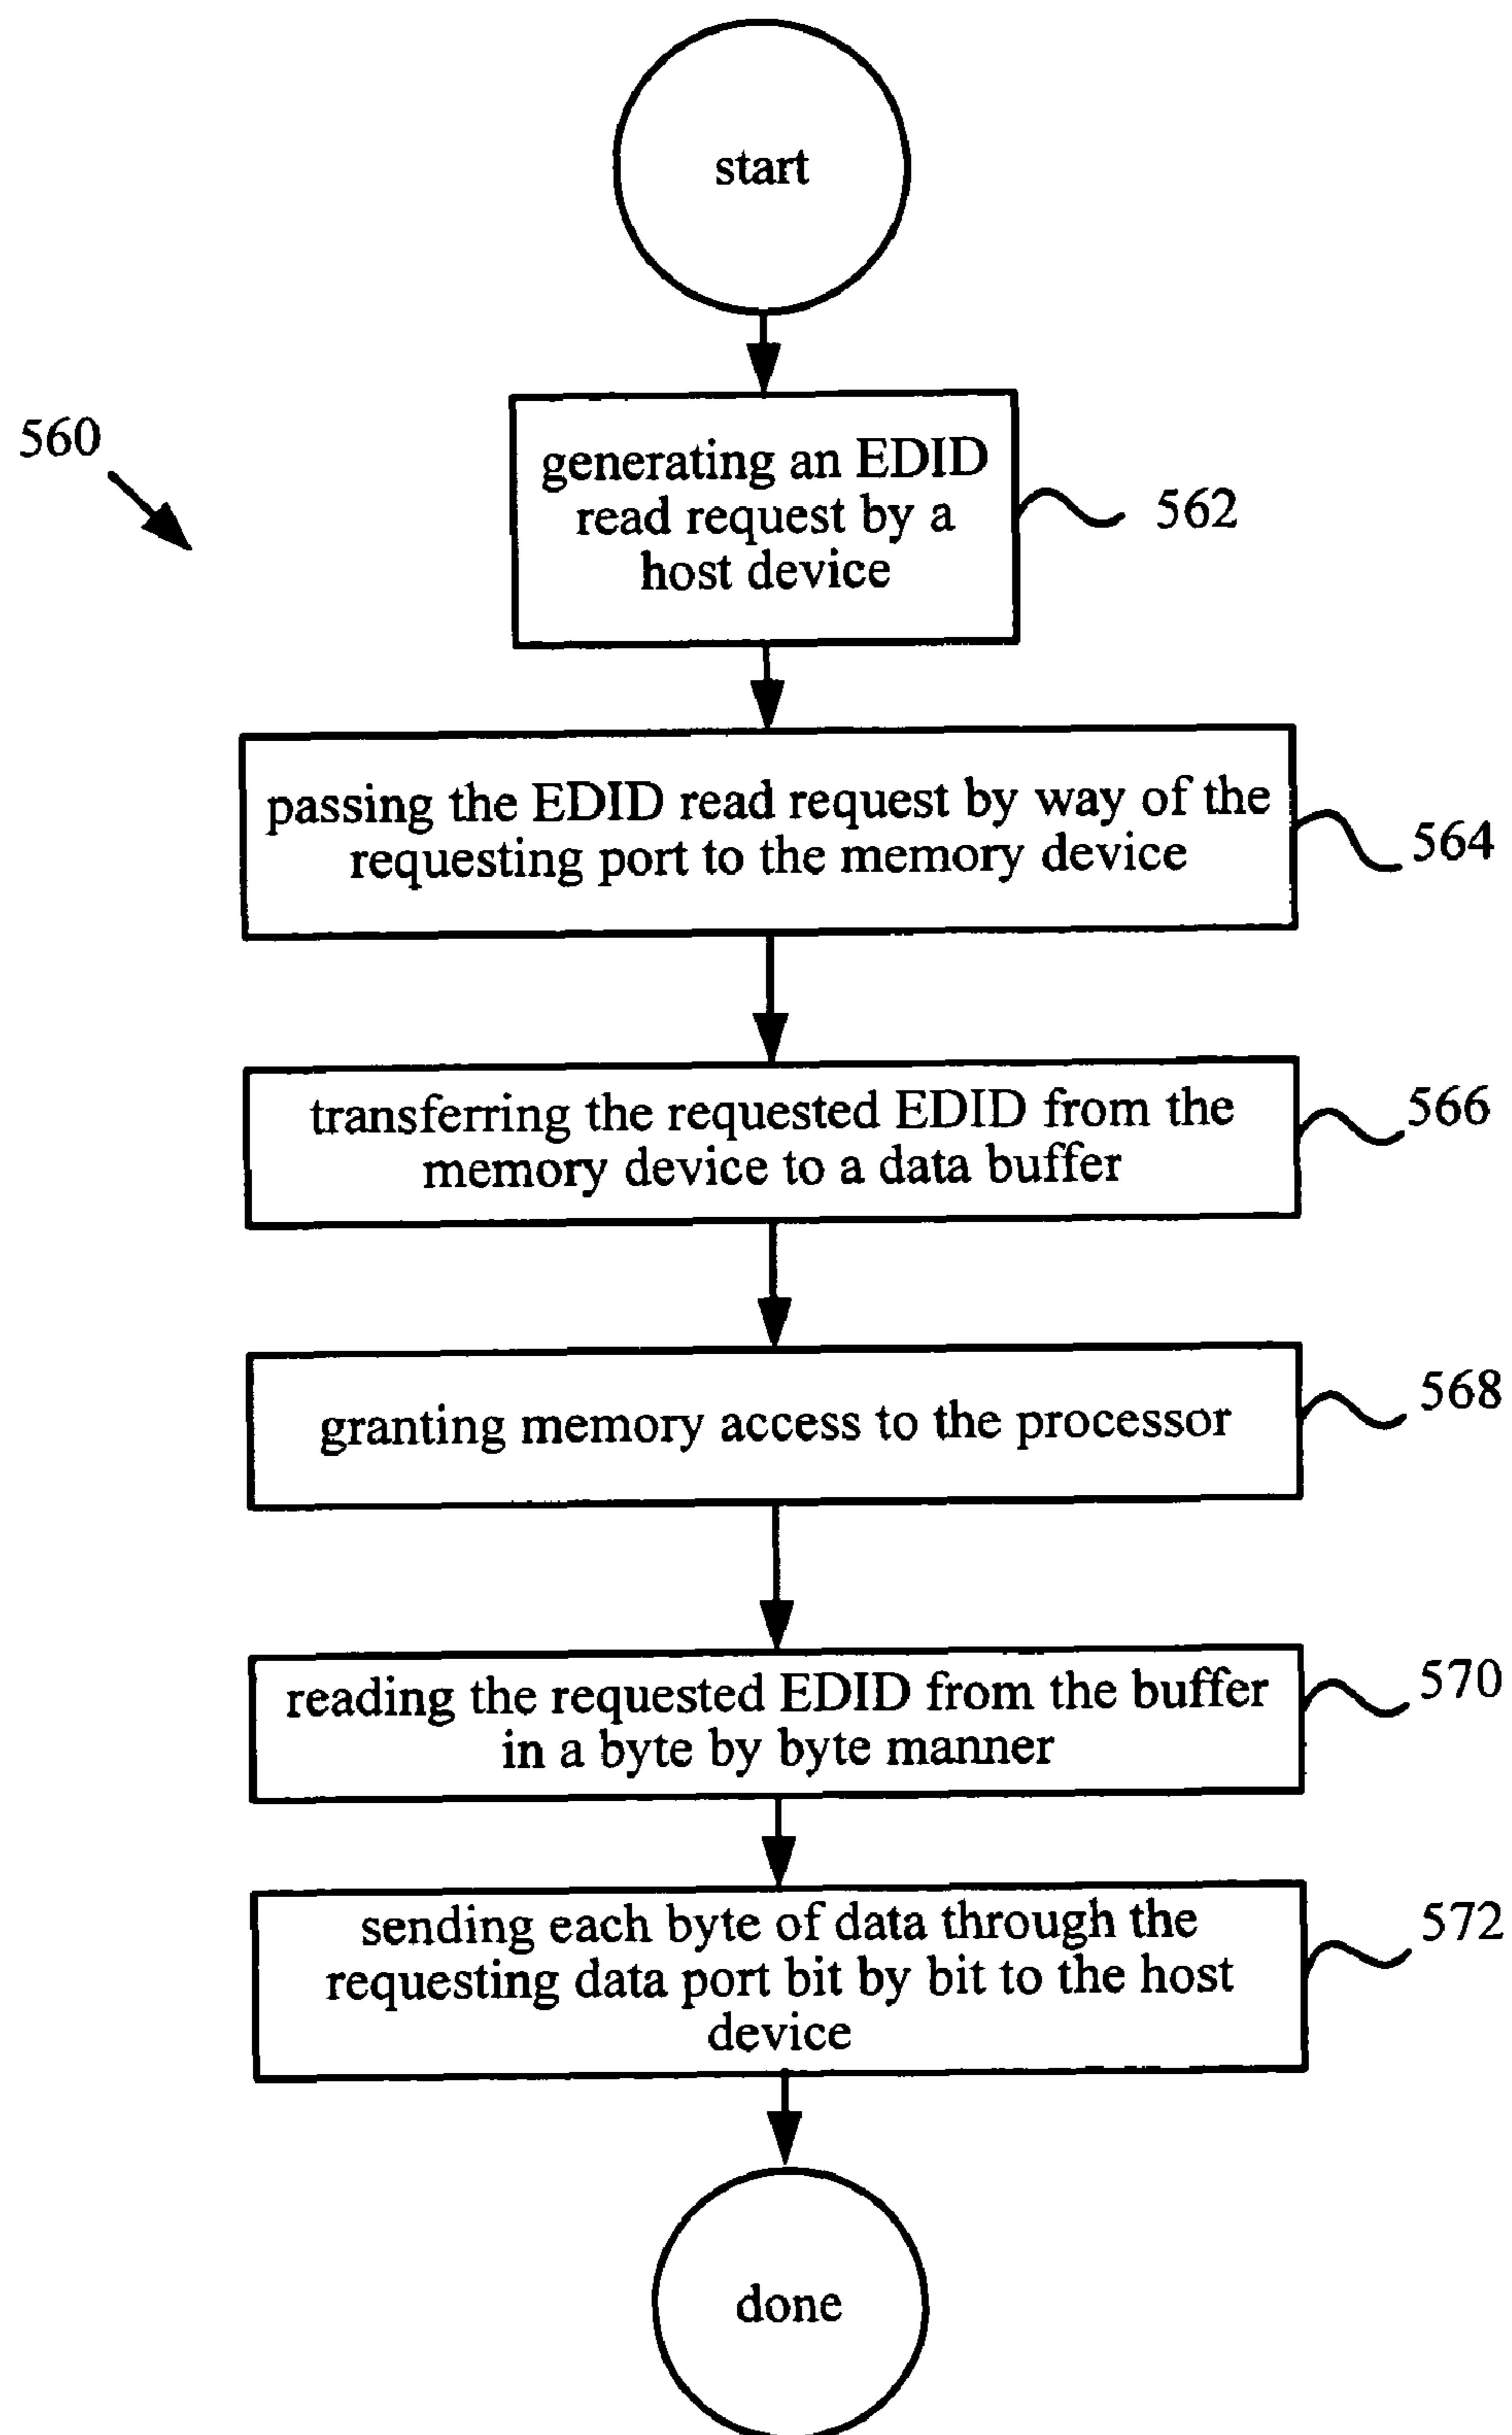 start
560
generating an EDID
read request by a
host device
562
passing the EDID read request by way of the
requesting port to the memory device
564
transferring the requested EDID from the
memory device to a data buffer
566
granting memory access to the processor
568
reading the requested EDID from the buffer
in a byte by byte manner
570
sending each byte of data through the
requesting data port bit by bit to the host
device
572
done